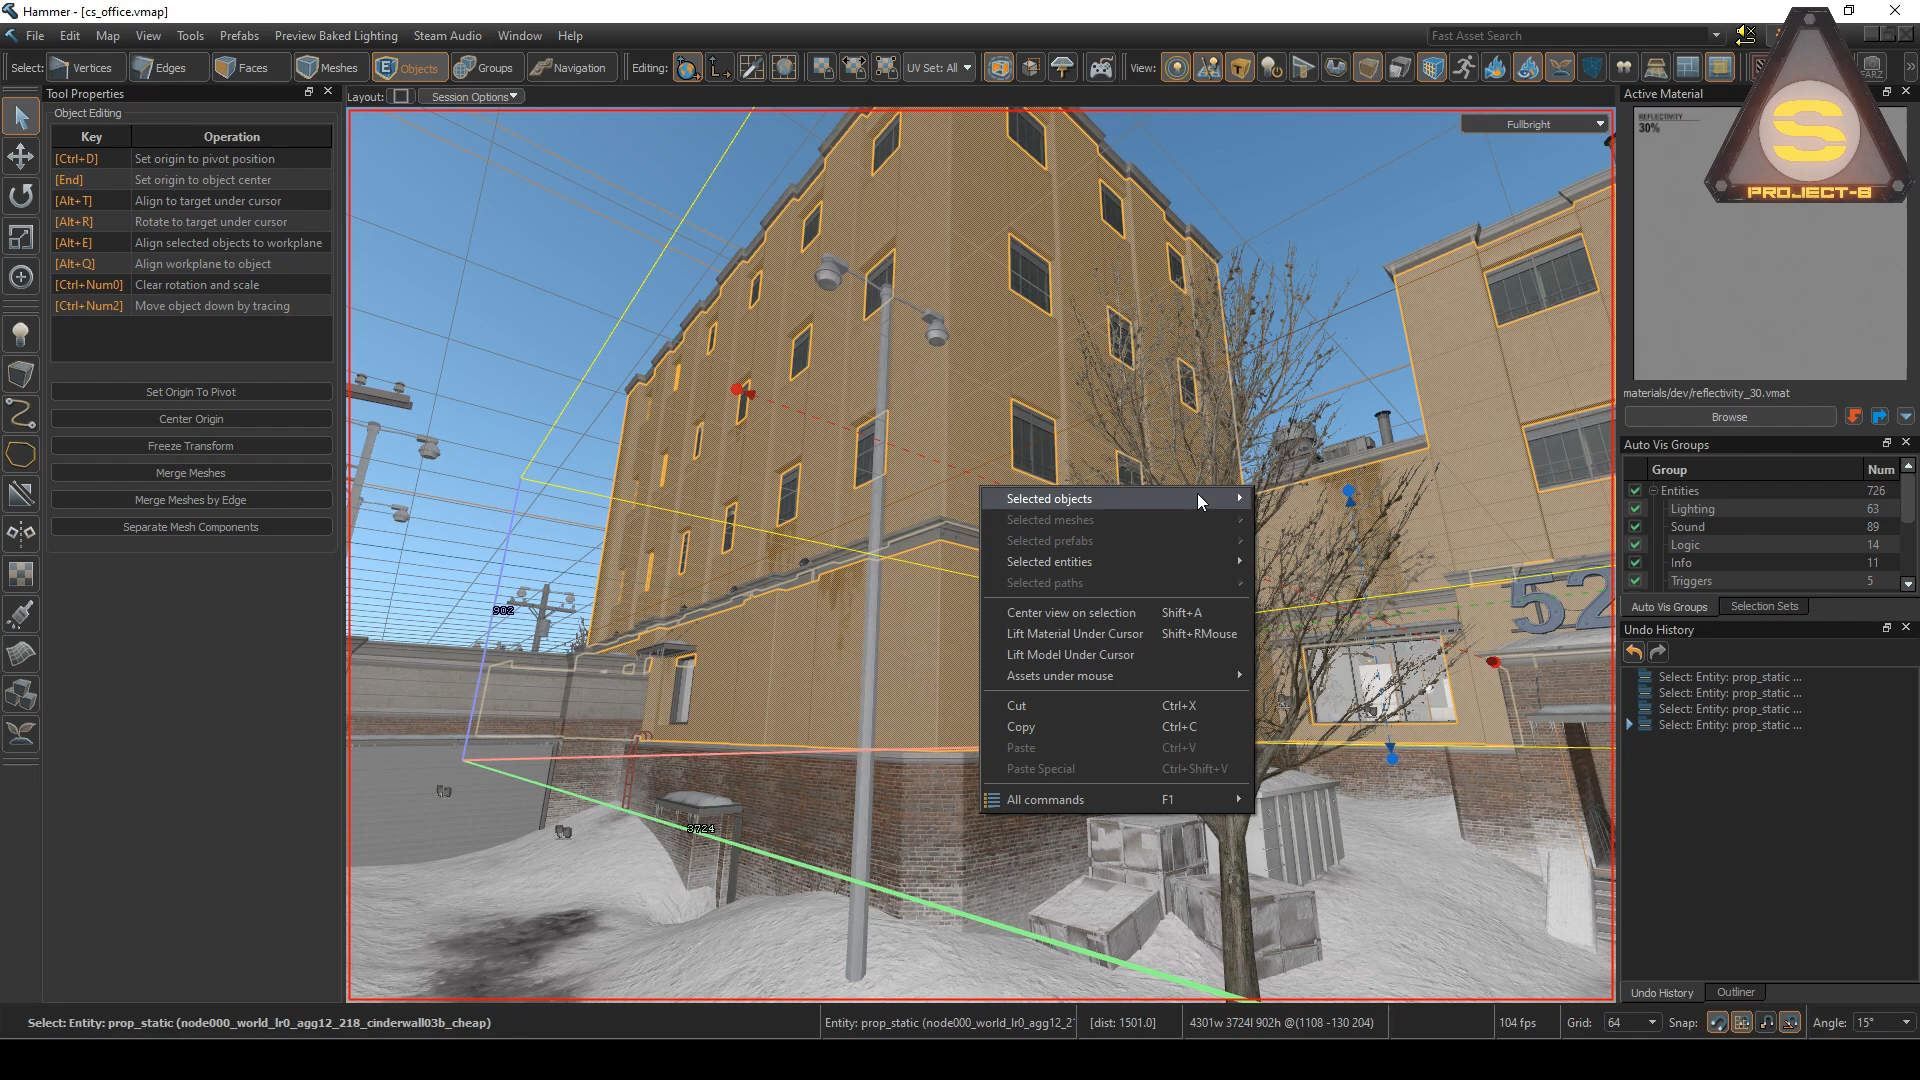 Hammer - [cs_office.vmap]
File Edit Map View Tools Prefabs Preview Baked Lighting Steam Audio Window Help
Fast Asset Search
Select: Vertices Edges Faces Meshes Objects Groups Navigation Editing: UV Set: All View:
Tool Properties
Layout: Session Options
Active Material
Object Editing
Key Operation
[Ctrl+D] Set origin to pivot position
[End] Set origin to object center
[Alt+T] Align to target under cursor
[Alt+R] Rotate to target under cursor
[Alt+E] Align selected objects to workplane
[Alt+Q] Align workplane to object
[Ctrl+Num0] Clear rotation and scale
[Ctrl+Num2] Move object down by tracing
Set Origin To Pivot
Center Origin
Freeze Transform
Merge Meshes
Merge Meshes by Edge
Separate Mesh Components
Fullbright
902
3724
52
Selected objects
Selected meshes
Selected prefabs
Selected entities
Selected paths
Center view on selection Shift+A
Lift Material Under Cursor Shift+RMouse
Lift Model Under Cursor
Assets under mouse
Cut Ctrl+X
Copy Ctrl+C
Paste Ctrl+V
Paste Special Ctrl+Shift+V
All commands F1
REFLECTIVITY
30%
S
PROJECT-8
materials/dev/reflectivity_30.vmat
Browse
Auto Vis Groups
Group Num
Entities 726
Lighting 63
Sound 89
Logic 14
Info 11
Triggers 5
Auto Vis Groups Selection Sets
Undo History
Select: Entity: prop_static ...
Select: Entity: prop_static ...
Select: Entity: prop_static ...
Select: Entity: prop_static ...
Undo History Outliner
Select: Entity: prop_static (node000_world_lr0_agg12_218_cinderwall03b_cheap)
Entity: prop_static (node000_world_lr0_agg12_2
[dist: 1501.0]
4301w 3724l 902h @(1108 -130 204)
104 fps
Grid: 64
Snap:
Angle: 15°